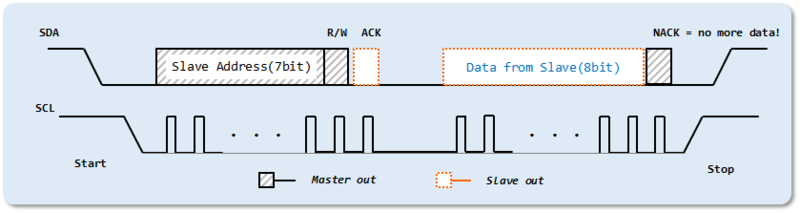 SDA
R/W
ACK
NACK = no more data!
Slave Address(7bit)
Data from Slave(8bit)
SCL
. . .
. . .
Start
Stop
Master out
Slave out